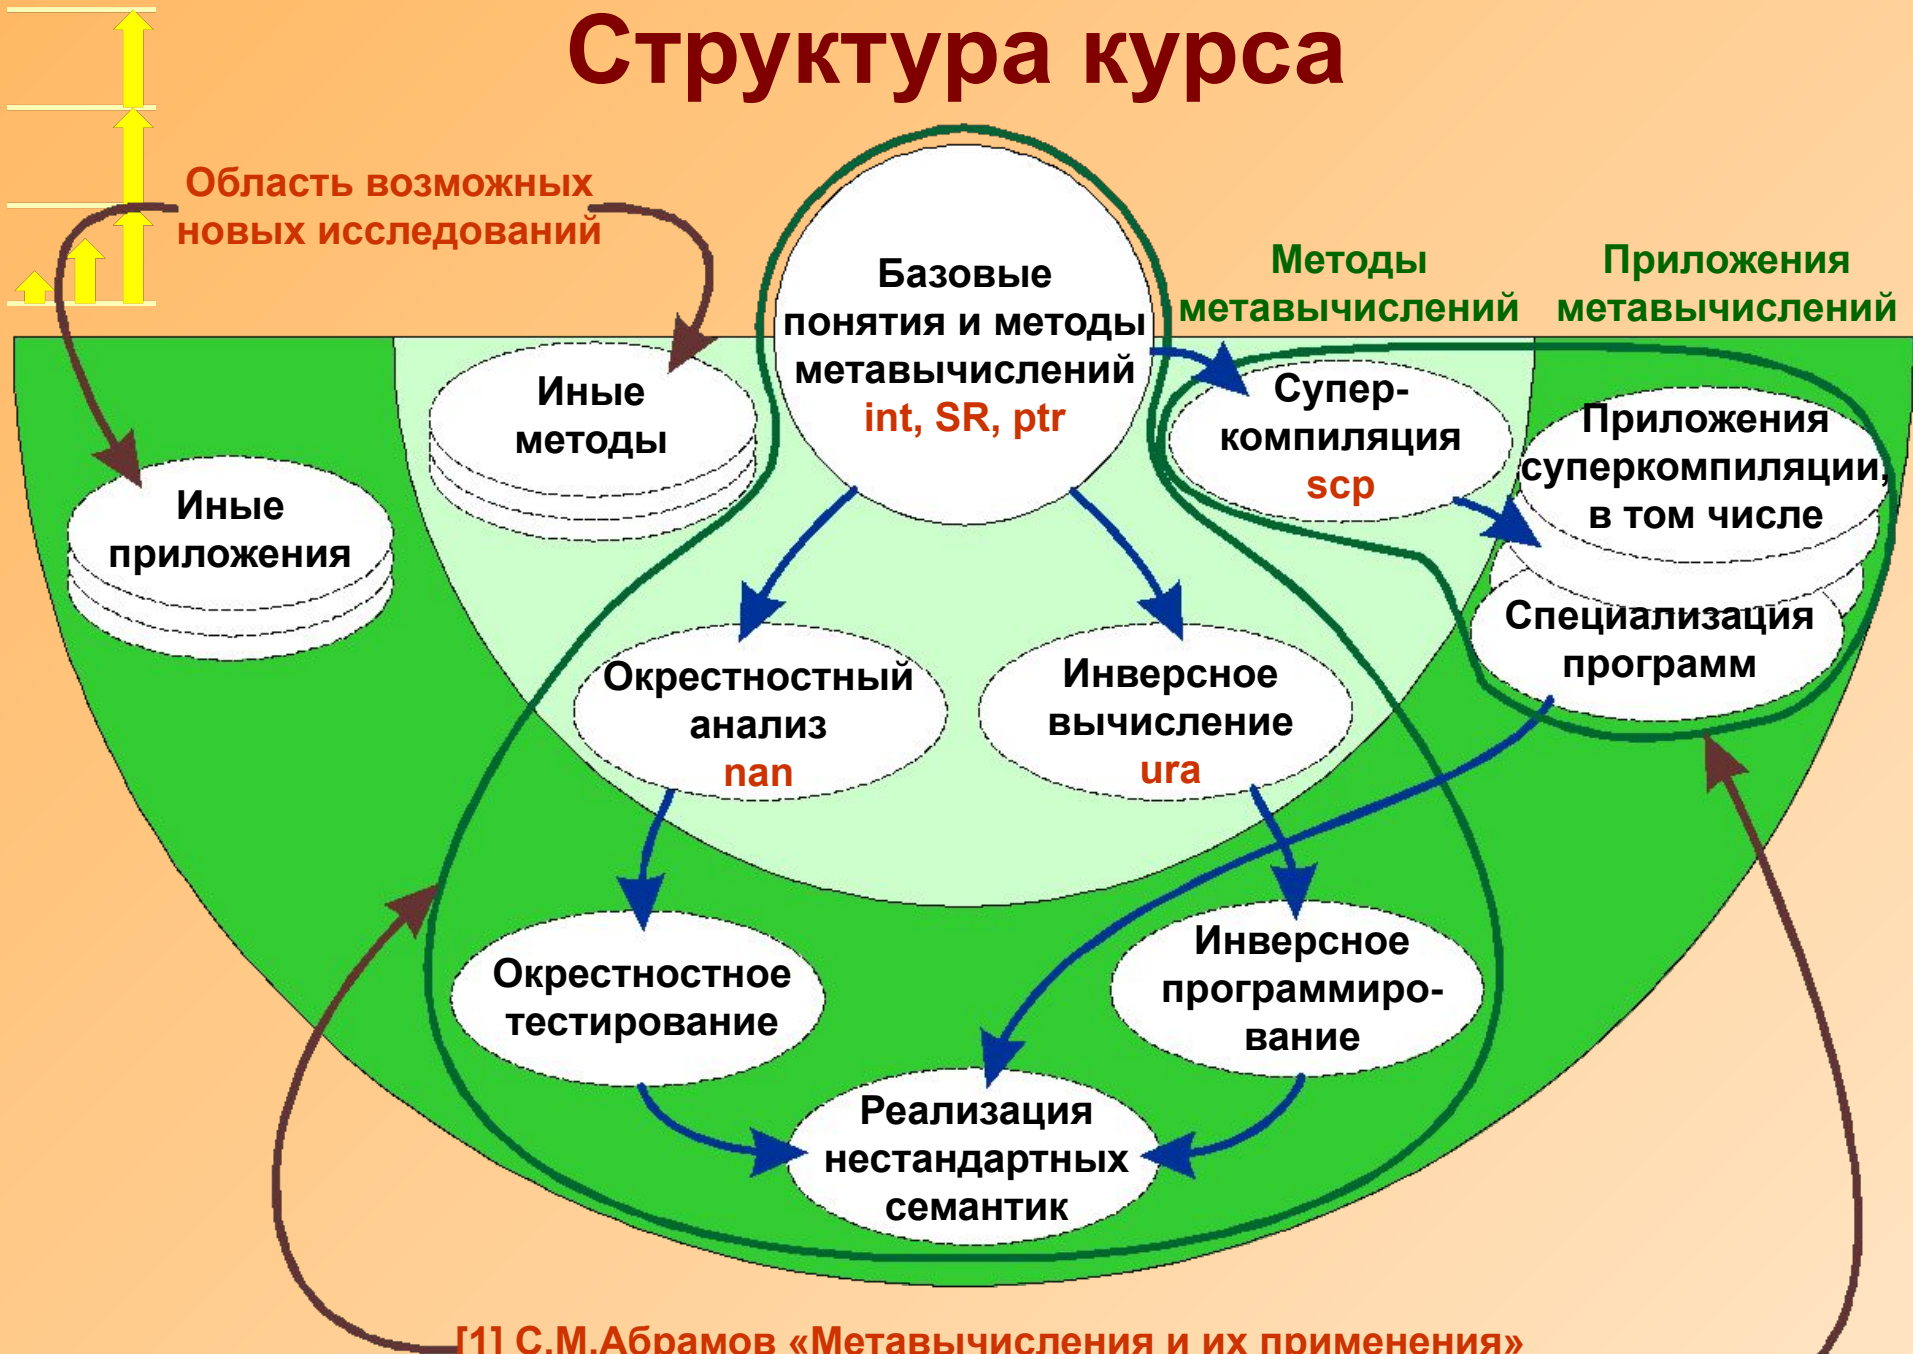 Структура курса
Область возможных
новых исследований
Базовые
понятия и методы
метавычислений
int, SR, ptr
Методы
метавычислений
Приложения
метавычислений
Иные
методы
Иные
приложения
Супер-
компиляция
scp
Приложения
суперкомпиляции,
в том числе
Специализация
программ
Окрестностный
анализ
nan
Инверсное
вычисление
ura
Окрестностное
тестирование
Инверсное
программиро-
вание
Реализация
нестандартных
семантик
[1] С.М.Абрамов «Метавычисления и их применения»